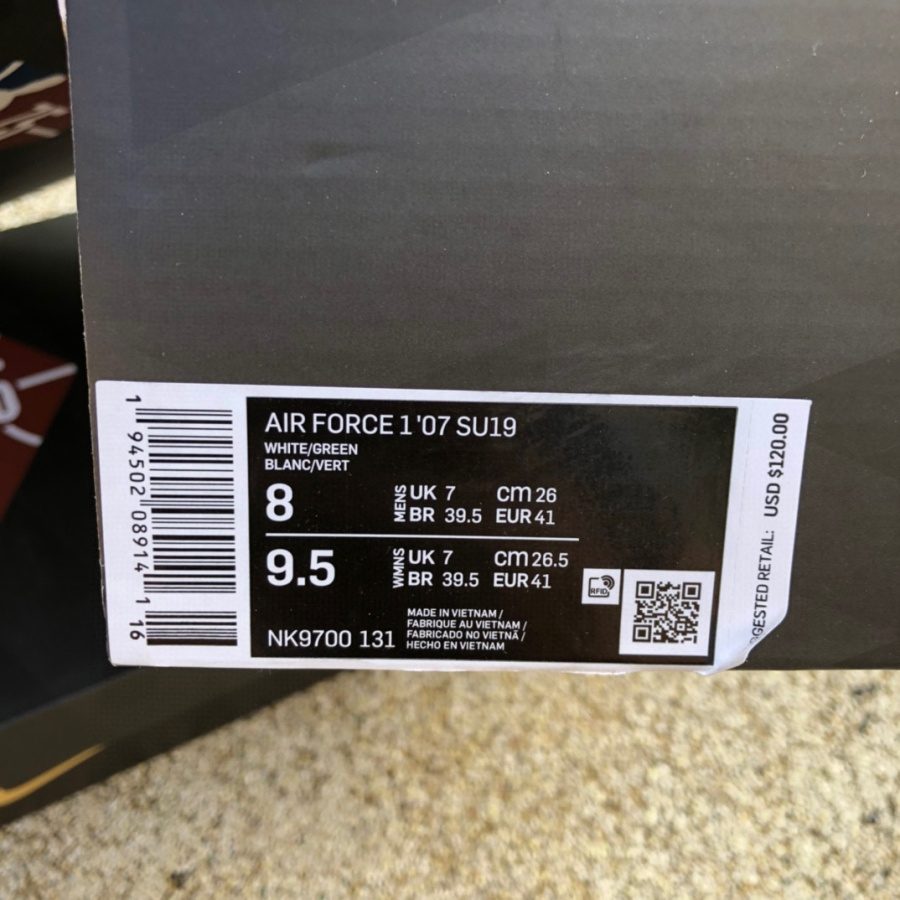 AIR FORCE 1 '07 SU19
WHITE/GREEN
BLANC/VERT
8 MENS UK 7 cm 26
BR 39.5 EUR 41
9.5 WMNS UK 7 cm 26.5
BR 39.5 EUR 41
RFID
NK9700 131
MADE IN VIETNAM /
FABRIQUE AU VIETNAM /
FABRICADO NO VIETNÃ /
HECHO EN VIETNAM
1 94502 08914 1 16
GESTED RETAIL: USD $120.00